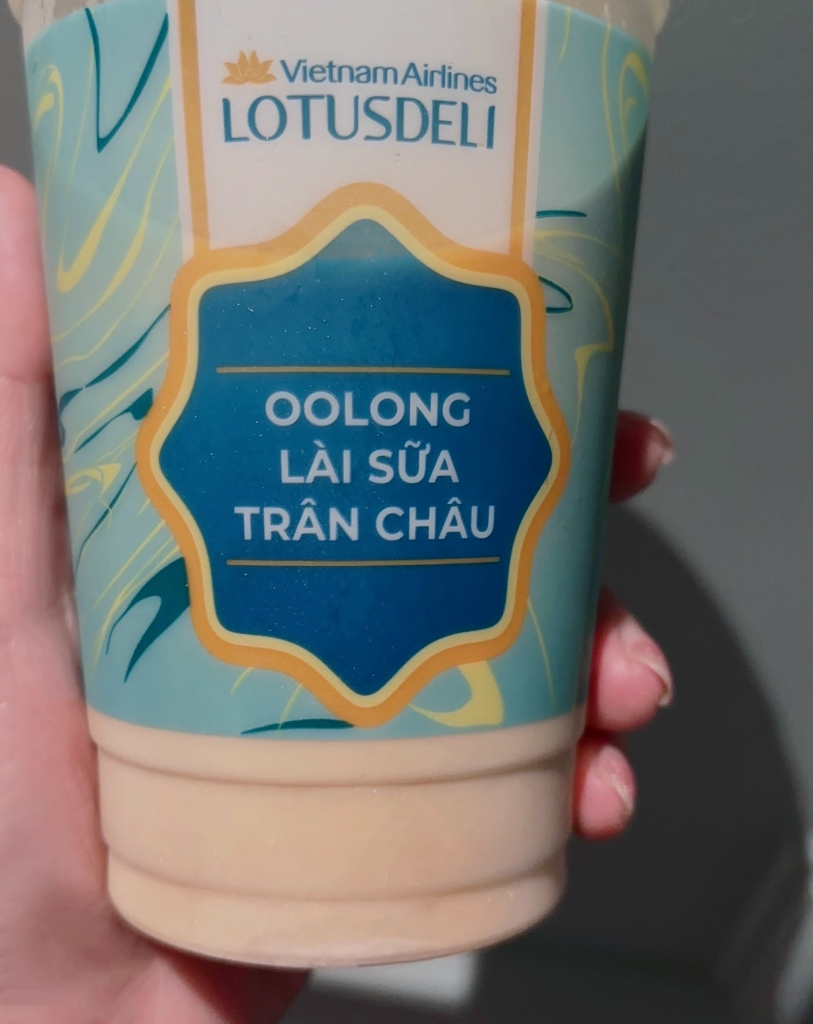 Vietnam Airlines
LOTUSDELI
OOLONG
LÀI SỮA
TRÂN CHÂU